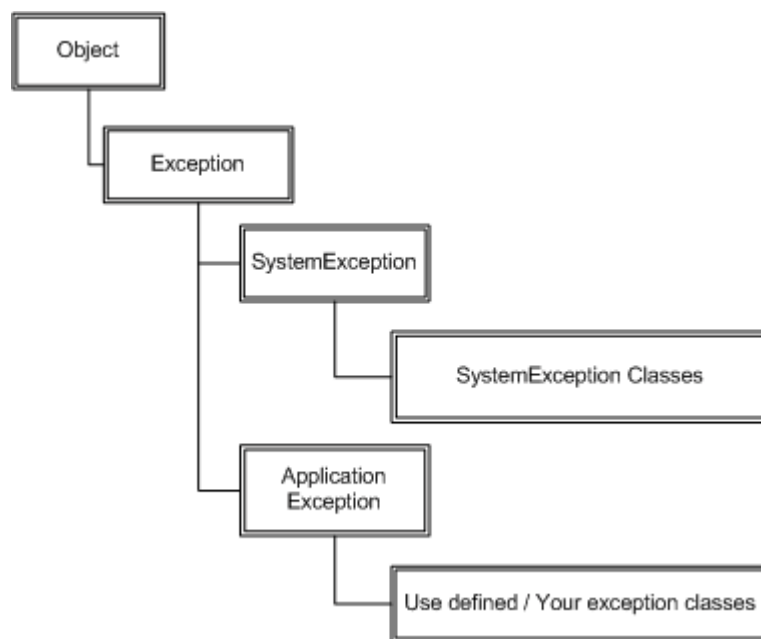 Object
Exception
SystemException
SystemException Classes
Application
Exception
Use defined / Your exception classes